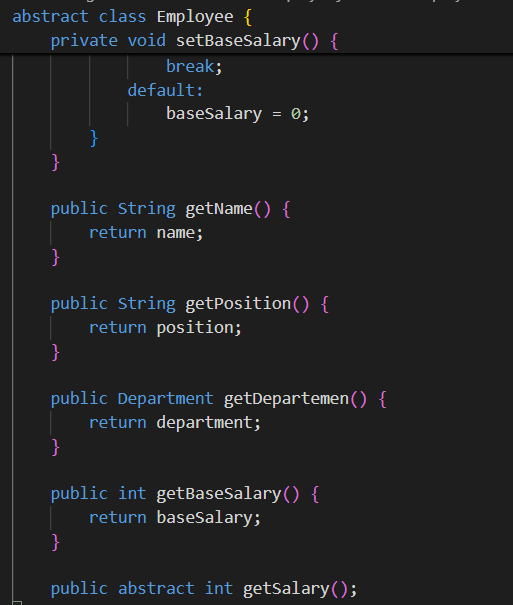 abstract class Employee {
private void setBaseSalary() {
break;
default:
baseSalary = 0;
}
}
public String getName() {
return name;
}
public String getPosition() {
return position;
}
public Department getDepartemen() {
return department;
}
public int getBaseSalary() {
return baseSalary;
}
public abstract int getSalary();